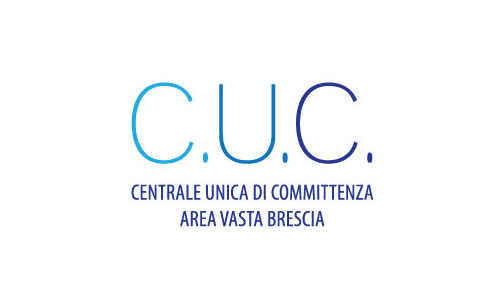 C.U.C.
CENTRALE UNICA DI COMMITTENZA
AREA VASTA BRESCIA